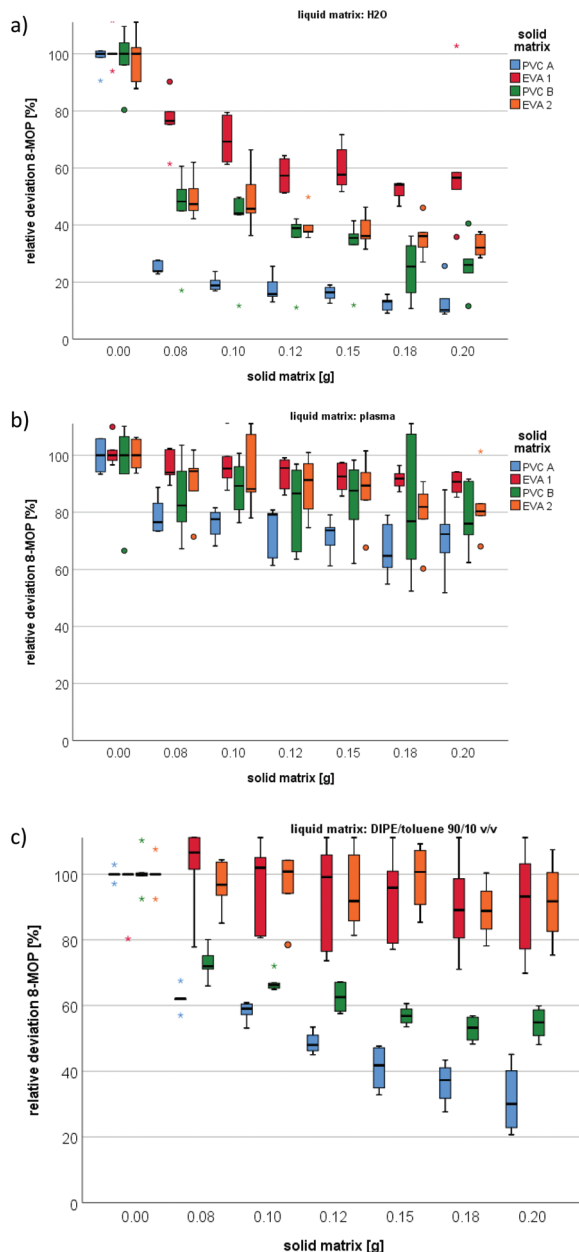 a)
liquid matrix: H2O
relative deviation 8-MOP [%]
100
80
60
40
20
0
0.00 0.08 0.10 0.12 0.15 0.18 0.20
solid matrix [g]
solid
matrix
PVC A
EVA 1
PVC B
EVA 2
b)
liquid matrix: plasma
relative deviation 8-MOP [%]
100
80
60
40
20
0
0.00 0.08 0.10 0.12 0.15 0.18 0.20
solid matrix [g]
solid
matrix
PVC A
EVA 1
PVC B
EVA 2
c)
liquid matrix: DIPE/toluene 90/10 v/v
relative deviation 8-MOP [%]
100
80
60
40
20
0
0.00 0.08 0.10 0.12 0.15 0.18 0.20
solid matrix [g]